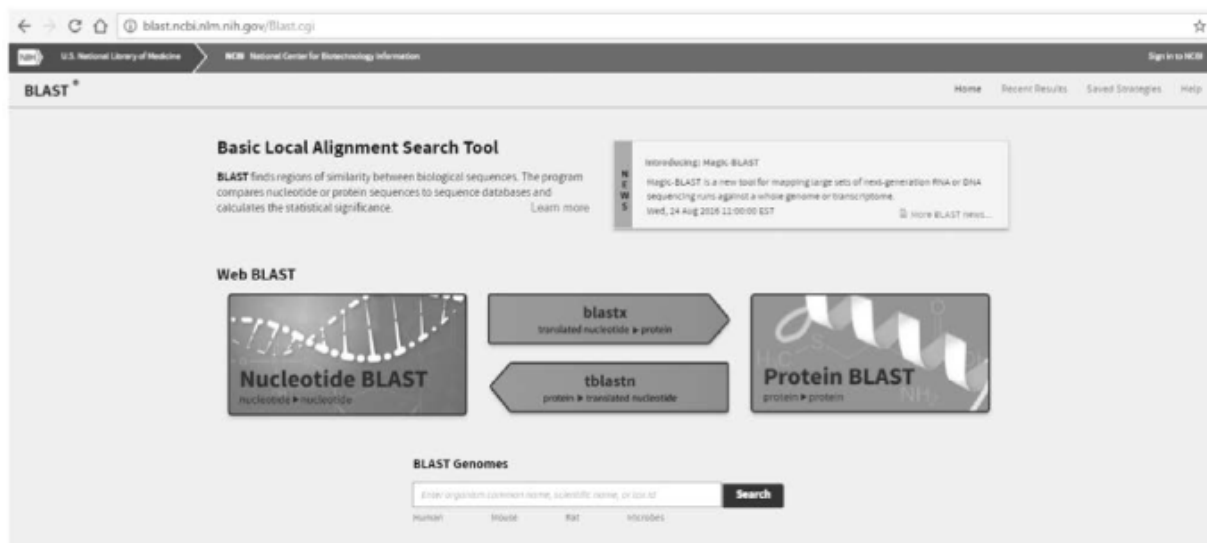 blast.ncbi.nlm.nih.gov/Blast.cgi
NIH U.S. National Library of Medicine NCBI National Center for Biotechnology Information Sign in to NCBI
BLAST ® Home Recent Results Saved Strategies Help
Basic Local Alignment Search Tool
BLAST finds regions of similarity between biological sequences. The program
compares nucleotide or protein sequences to sequence databases and
calculates the statistical significance. Learn more
NEWS
Introducing: Magic-BLAST
Magic-BLAST is a new tool for mapping large sets of next-generation RNA or DNA
sequencing runs against a whole genome or transcriptome.
Wed, 24 Aug 2016 11:00:00 EST More BLAST news...
Web BLAST
Nucleotide BLAST
nucleotide ▶ nucleotide
blastx
translated nucleotide ▶ protein
tblastn
protein ▶ translated nucleotide
H₃C S O NH₂
Protein BLAST
protein ▶ protein
BLAST Genomes
Enter organism common name, scientific name, or tax id Search
Human Mouse Rat Microbes